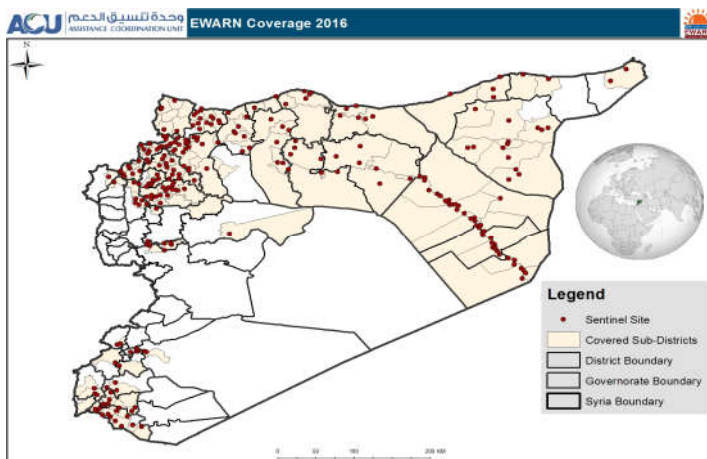 ACU
وحدة تنسيق الدعم
ASSISTANCE COORDINATION UNIT
EWARN Coverage 2016
EWARN
N
Legend
Sentinel Site
Covered Sub-Districts
District Boundary
Governorate Boundary
Syria Boundary
0 50 100 200 KM